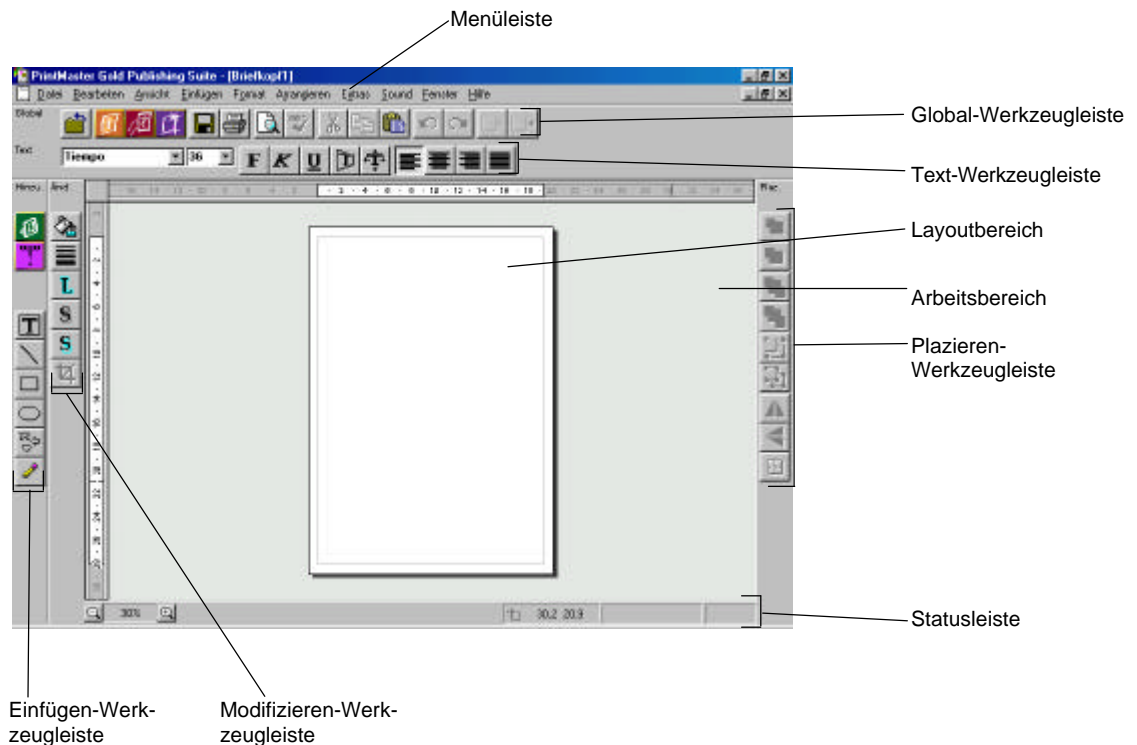 Menüleiste
PrintMaster Gold Publishing Suite - [Briefkopf1]
Datei Bearbeiten Ansicht Einfügen Format Arrangieren Extras Sound Fenster Hilfe
Global
Global-Werkzeugleiste
Text
Tiempo 36 F K U
Text-Werkzeugleiste
Hinzu. Änd.
Layoutbereich
L
Arbeitsbereich
T S
S
Plazieren-
Werkzeugleiste
30% 30.2 20.9
Statusleiste
Einfügen-Werk-
zeugleiste
Modifizieren-Werk-
zeugleiste